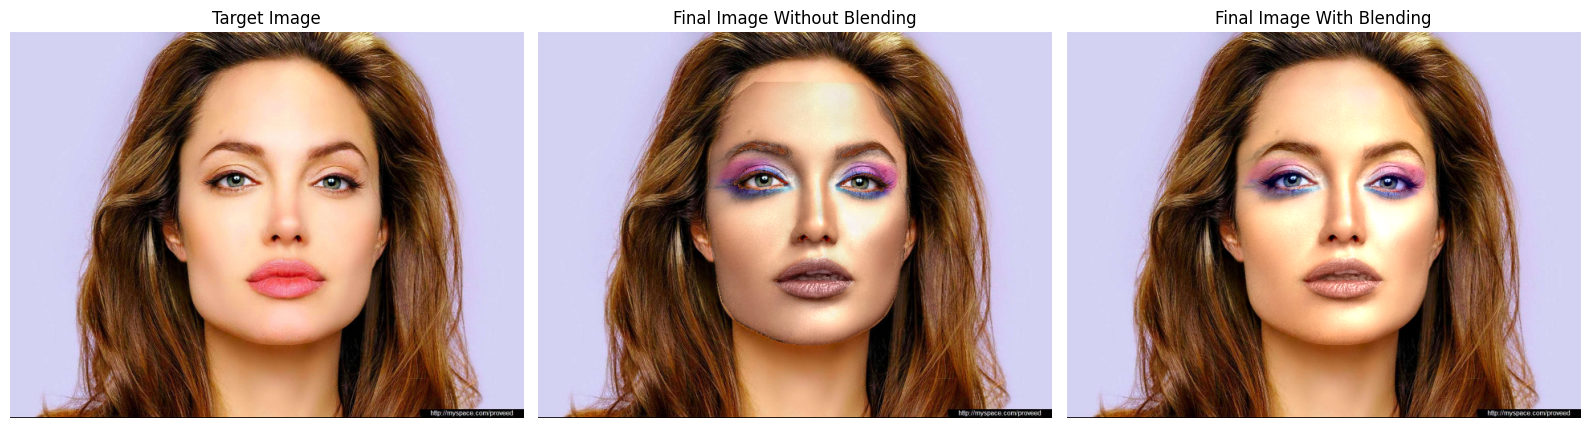 Target Image
Final Image Without Blending
Final Image With Blending
http://myspace.com/proveed
http://myspace.com/proveed
http://myspace.com/proveed